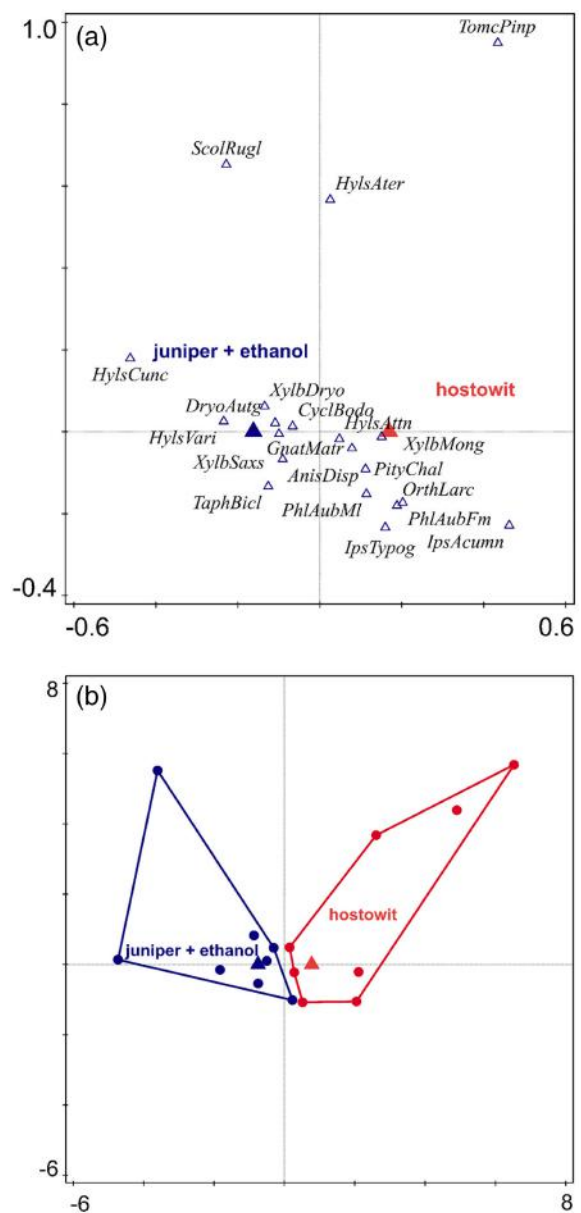 (a)
1.0
TomcPinp
ScolRugl
HylsAter
juniper + ethanol
HylsCunc
hostowit
XylbDryo
DryoAutg
CyclBodo
HylsAttn
HylsVari
GnatMatr
XylbMong
XylbSaxs
AnisDisp
PityChal
TaphBicl
OrthLarc
PhlAubMl
PhlAubFm
IpsTypog
IpsAcumn
-0.4
-0.6
0.6
(b)
8
hostowit
juniper + ethanol
-6
-6
8